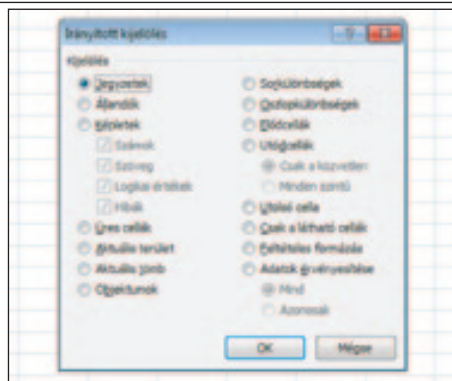 Irányított kijelölés
Kijelölés
Jegyzetek
Állandók
Képletek
Számok
Szöveg
Logikai értékek
Hibák
Üres cellák
Aktuális terület
Aktuális tömb
Objektumok
Sorkülönbségek
Oszlopkülönbségek
Elődcellák
Utódcellák
Csak a közvetlen
Minden szintű
Utolsó cella
Csak a látható cellák
Feltételes formázás
Adatok érvényesítése
Mind
Azonosak
OK
Mégse